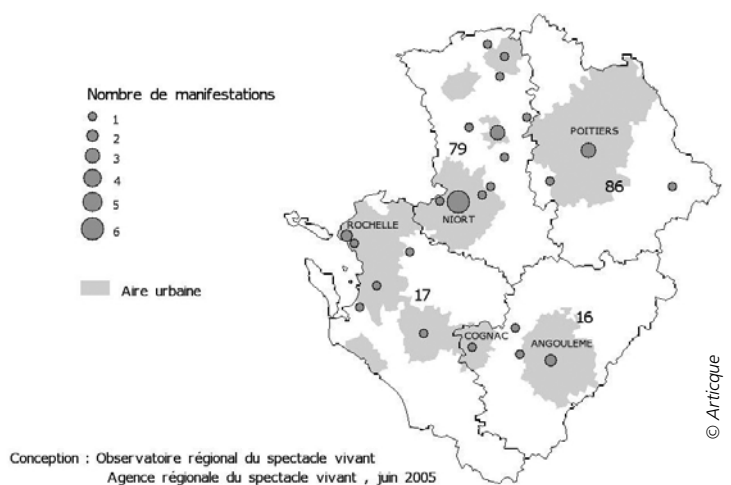 Nombre de manifestations
1
2
3
4
5
6
Aire urbaine
79
POITIERS
86
NIORT
ROCHELLE
17
COGNAC
16
ANGOULEME
© Articque
Conception : Observatoire régional du spectacle vivant
Agence régionale du spectacle vivant , juin 2005